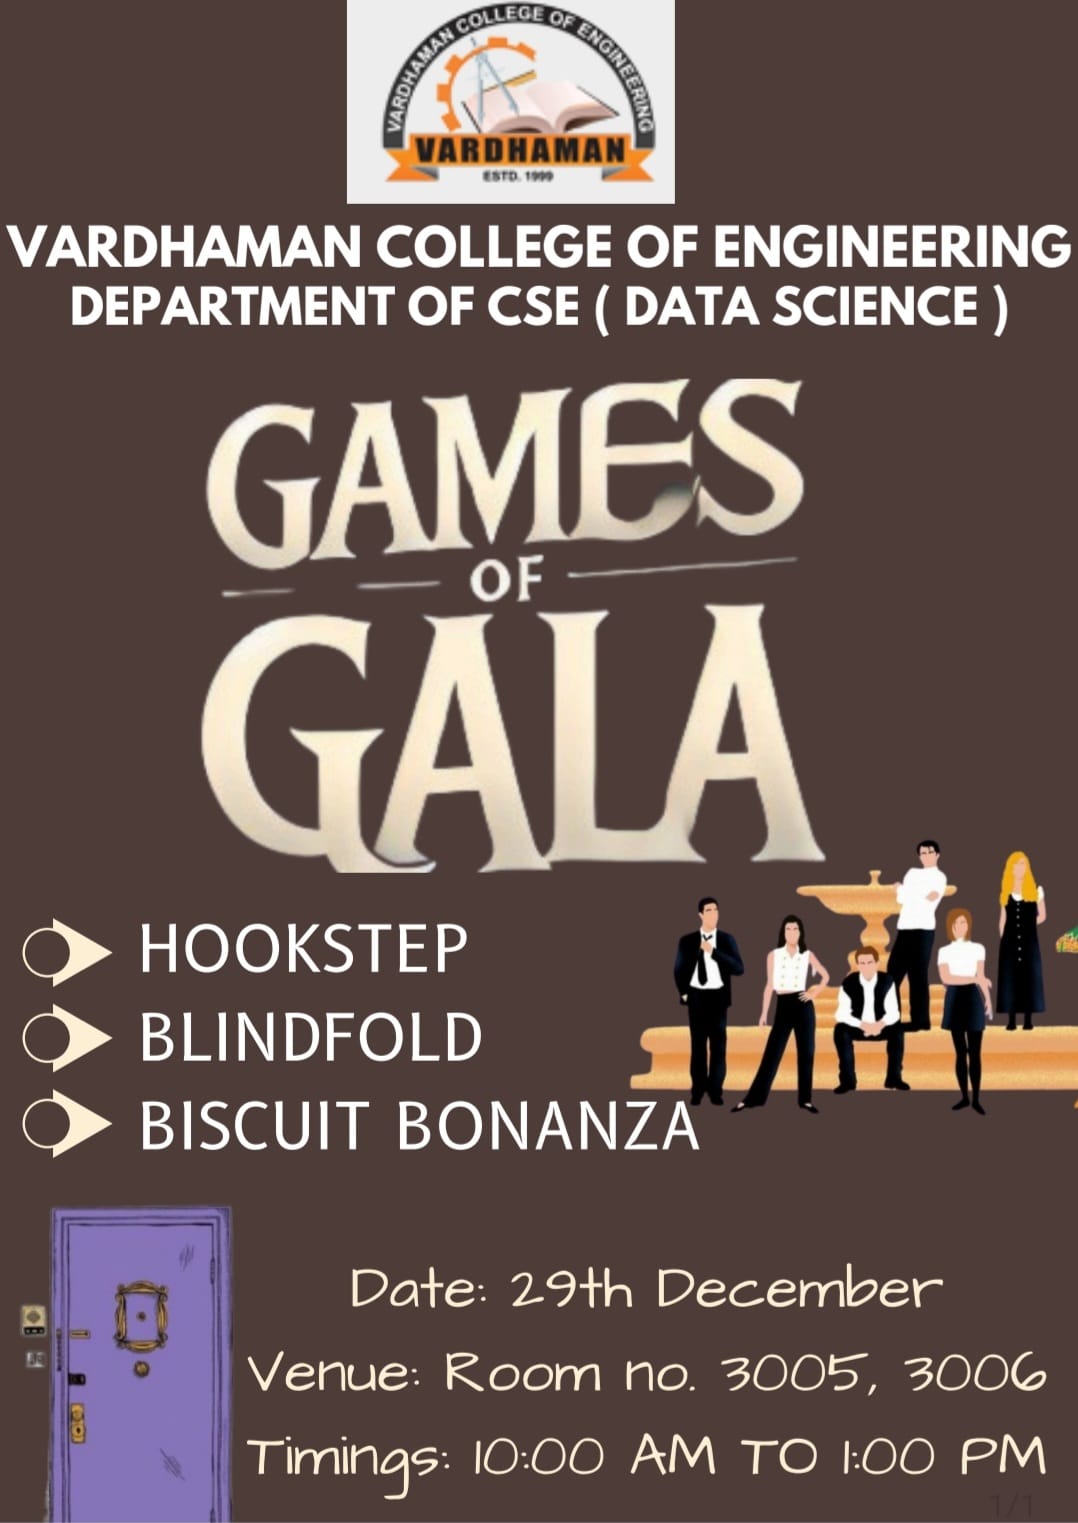 VARDHAMAN COLLEGE OF ENGINEERING
VARDHAMAN
ESTD. 1999
VARDHAMAN COLLEGE OF ENGINEERING
DEPARTMENT OF CSE ( DATA SCIENCE )
GAMES
OF
GALA
HOOKSTEP
BLINDFOLD
BISCUIT BONANZA
Date: 29th December
Venue: Room no. 3005, 3006
Timings: 10:00 AM TO 1:00 PM
1/1